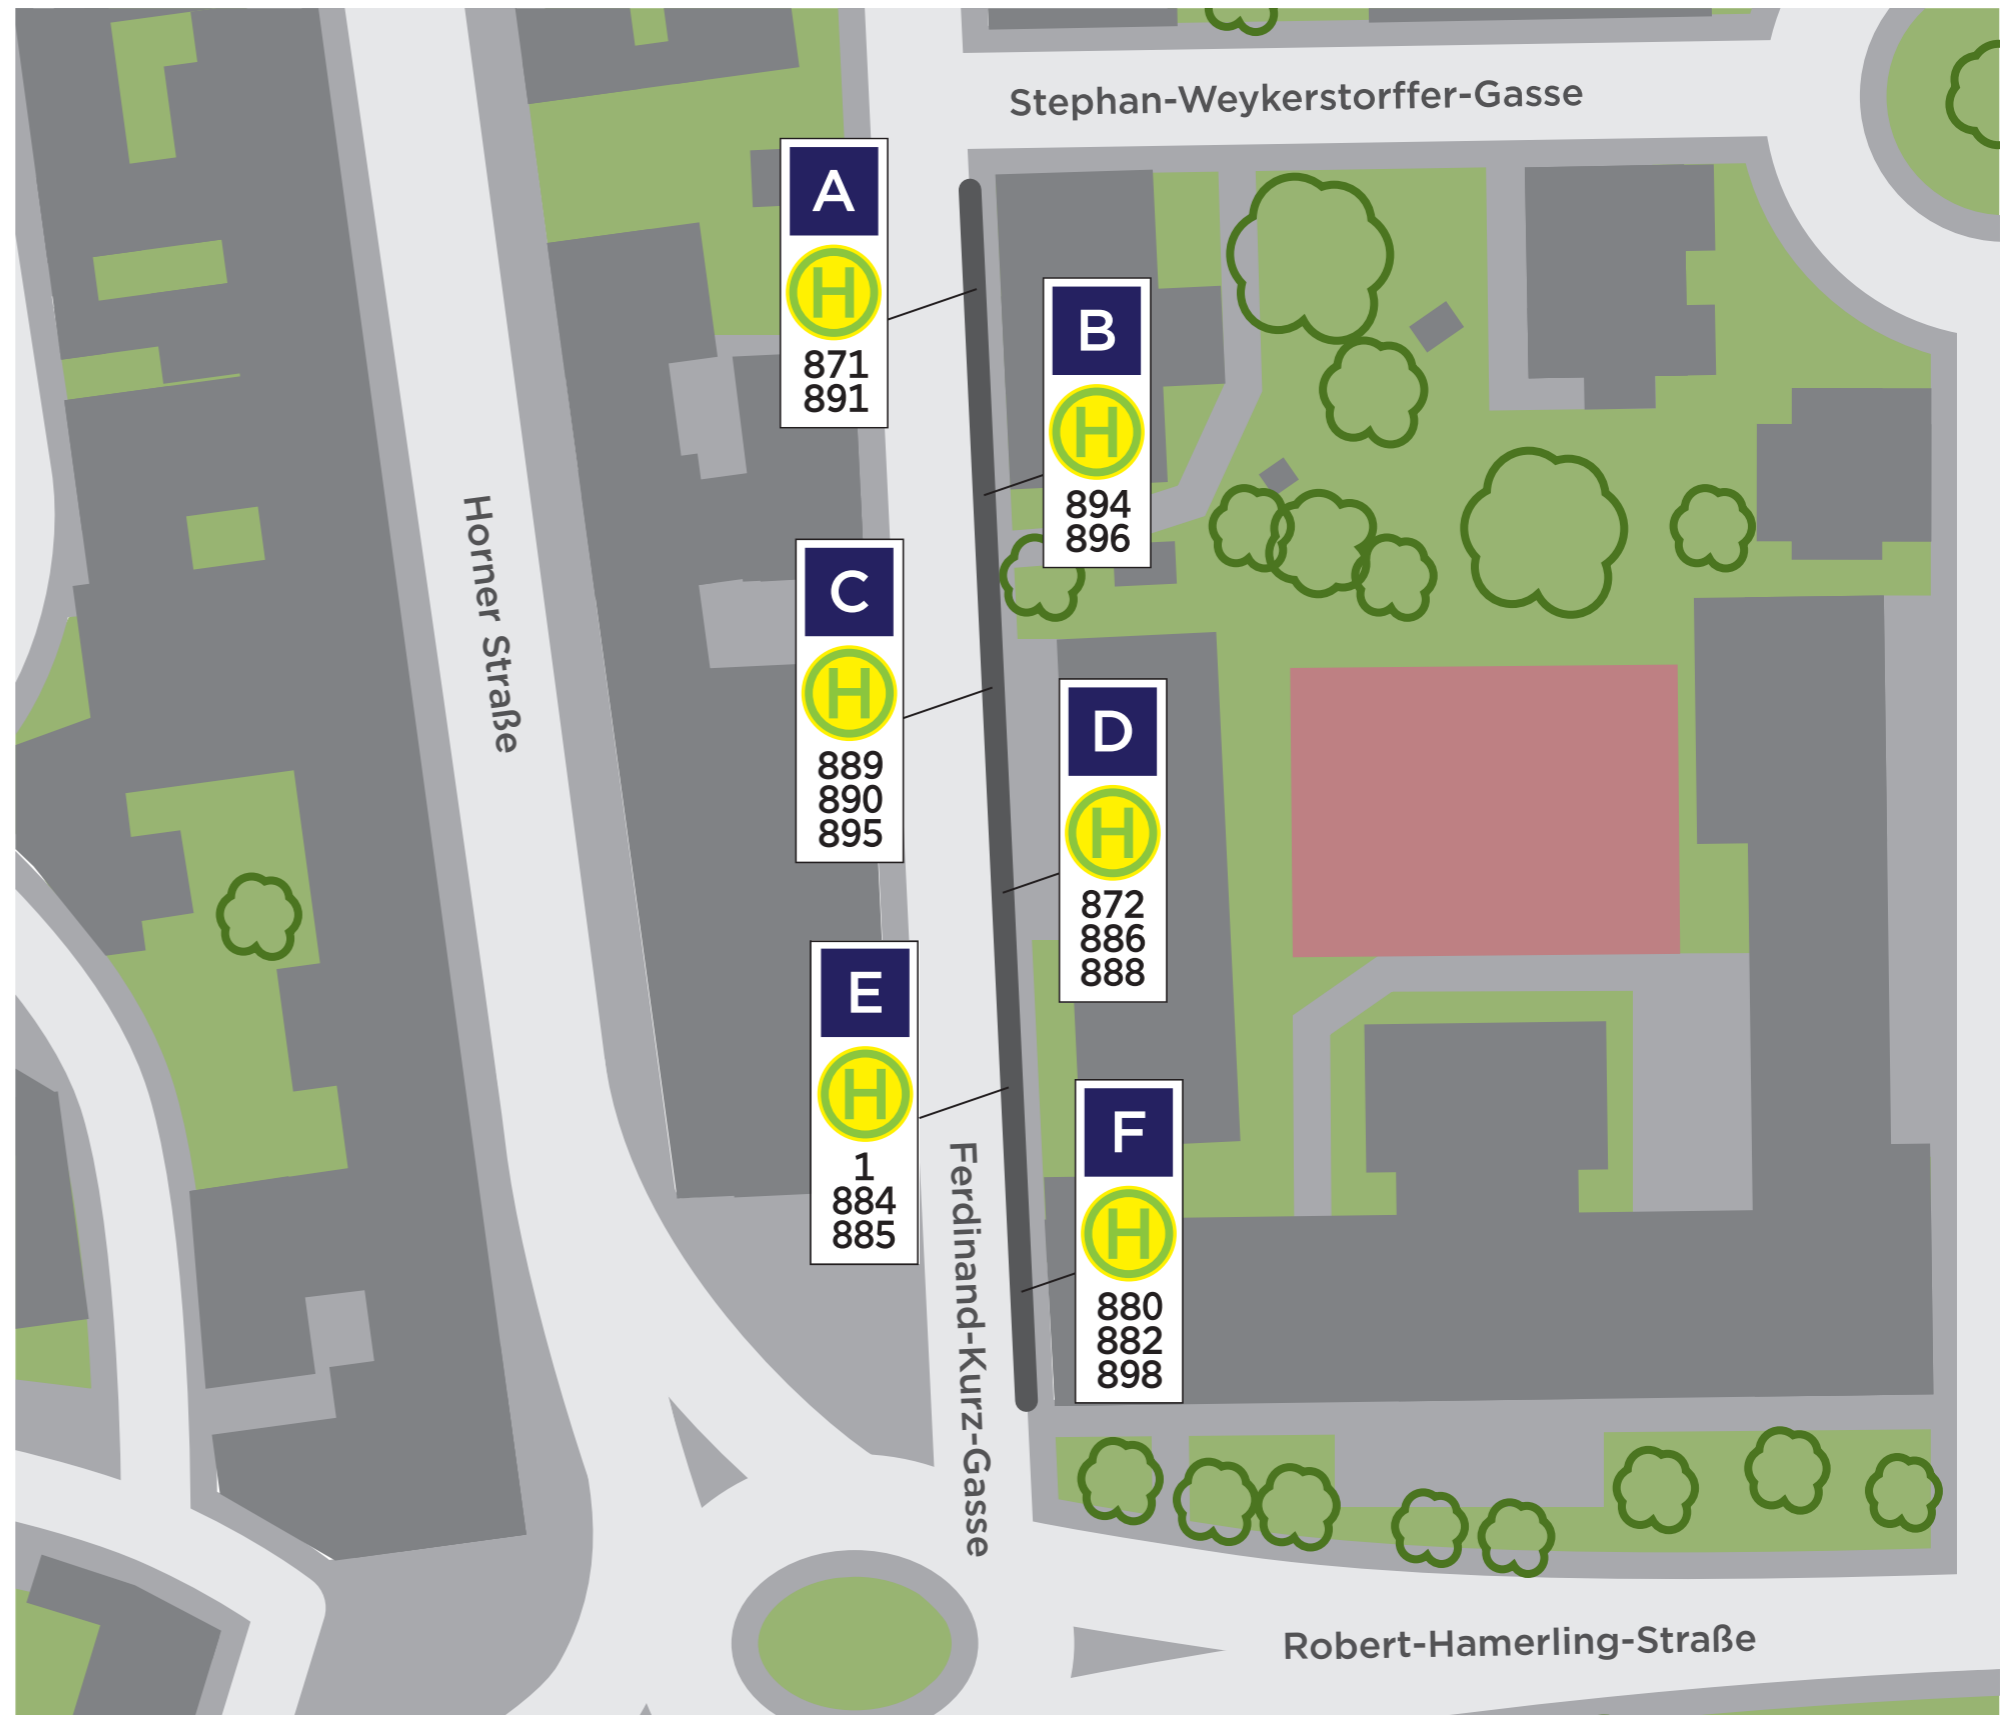 Stephan-Weykerstorffer-Gasse
A
H
871
891
B
H
894
896
Horner Straße
C
H
889
890
895
D
H
872
886
888
E
H
1
884
885
F
H
880
882
898
Ferdinand-Kurz-Gasse
Robert-Hamerling-Straße